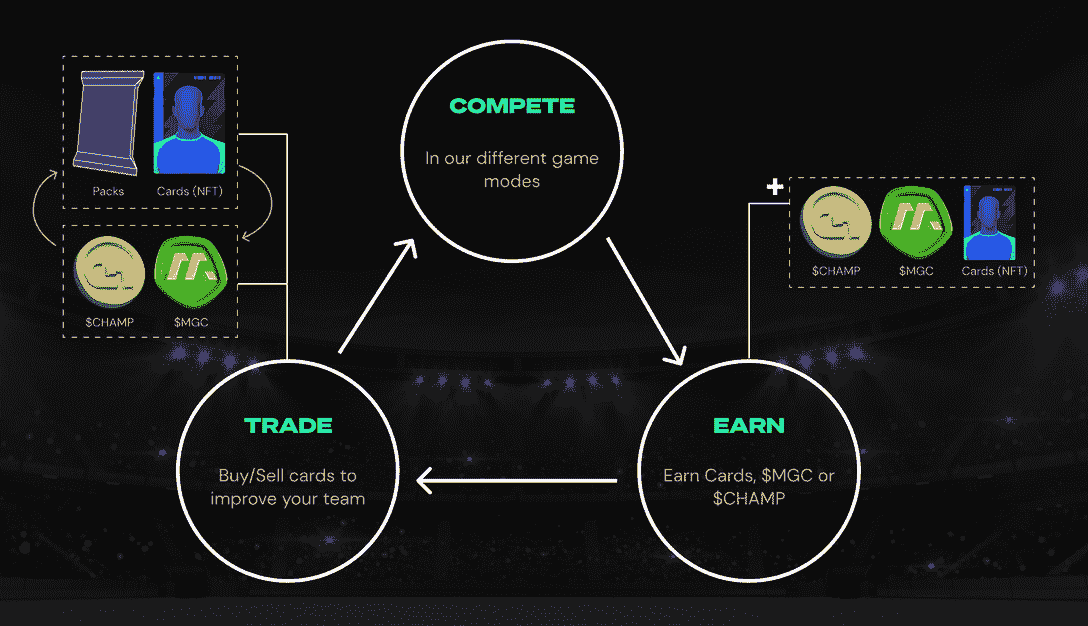 COMPETE
In our different game
modes
Packs
Cards (NFT)
$CHAMP
$MGC
+
$CHAMP
$MGC
Cards (NFT)
TRADE
Buy/Sell cards to
improve your team
EARN
Earn Cards, $MGC or
$CHAMP